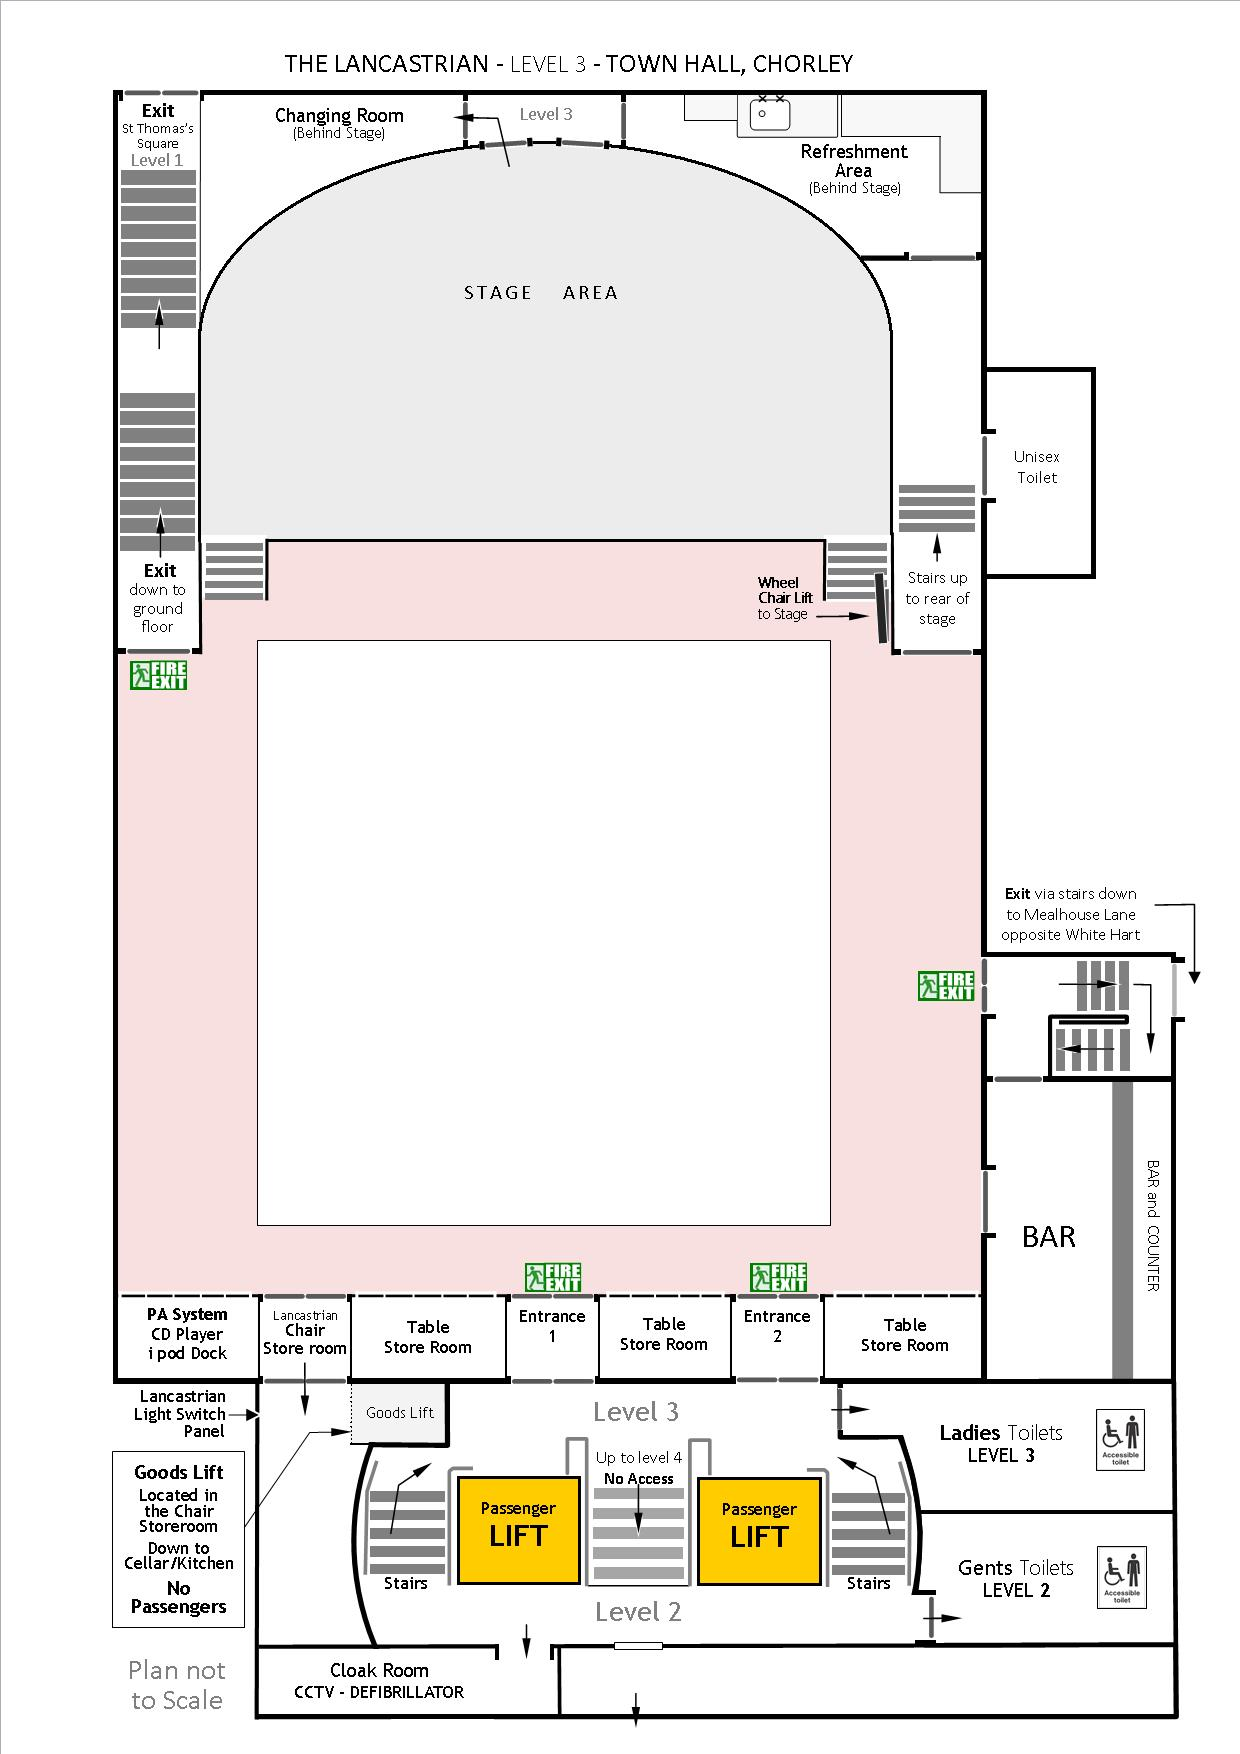 THE LANCASTRIAN - LEVEL 3 - TOWN HALL, CHORLEY
Exit
St Thomas's
Square
Level 1
Changing Room
(Behind Stage)
Level 3
Refreshment
Area
(Behind Stage)
STAGE AREA
Unisex
Toilet
Exit
down to
ground
floor
Wheel
Chair Lift
to Stage
Stairs up
to rear of
stage
FIRE
EXIT
Exit via stairs down
to Mealhouse Lane
opposite White Hart
FIRE
EXIT
BAR
BAR and COUNTER
FIRE
EXIT
FIRE
EXIT
PA System
CD Player
i pod Dock
Lancastrian
Chair
Store room
Table
Store Room
Entrance
1
Table
Store Room
Entrance
2
Table
Store Room
Lancastrian
Light Switch
Panel
Goods Lift
Level 3
Ladies Toilets
LEVEL 3
Accessible
toilet
Goods Lift
Located in
the Chair
Storeroom
Down to
Cellar/Kitchen
No
Passengers
Up to level 4
No Access
Passenger
LIFT
Passenger
LIFT
Stairs
Stairs
Gents Toilets
LEVEL 2
Accessible
toilet
Level 2
Plan not
to Scale
Cloak Room
CCTV - DEFIBRILLATOR